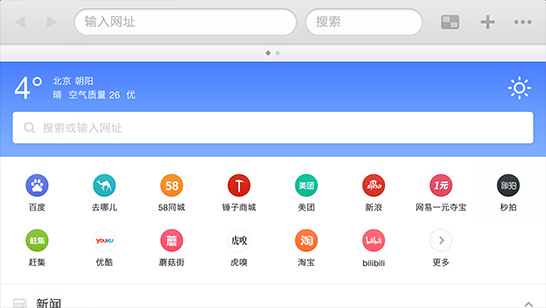 输入网址 搜索
4°
北京 朝阳
晴 空气质量 26 优
搜索或输入网址
58 美团 sina 1元 秒拍
百度 去哪儿 58同城 锤子商城 美团 新浪 网易一元夺宝 秒拍
赶集 YOUKU 蘑 虎嗅 淘 bilibili
赶集 优酷 蘑菇街 虎嗅 淘宝 bilibili 更多
新闻